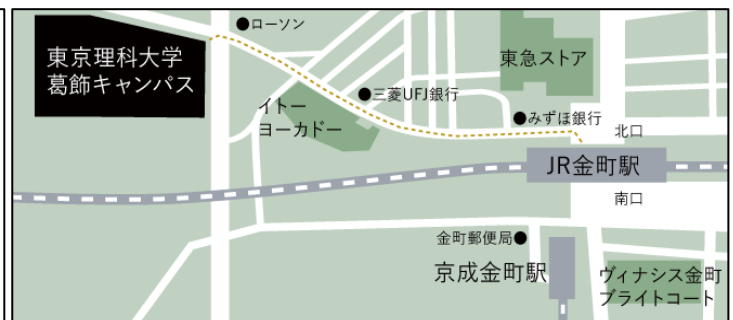 ローソン
東京理科大学
葛飾キャンパス
東急ストア
三菱UFJ銀行
イトー
ヨーカドー
みずほ銀行
北口
JR金町駅
南口
金町郵便局
京成金町駅
ヴィナシス金町
ブライトコート